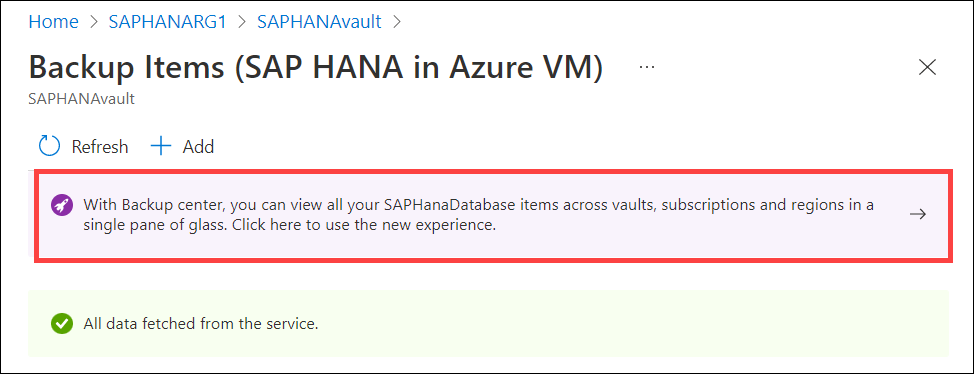 Home > SAPHANARG1 > SAPHANAvault >
Backup Items (SAP HANA in Azure VM) ...
SAPHANAvault
Refresh + Add
With Backup center, you can view all your SAPHanaDatabase items across vaults, subscriptions and regions in a
single pane of glass. Click here to use the new experience.
All data fetched from the service.